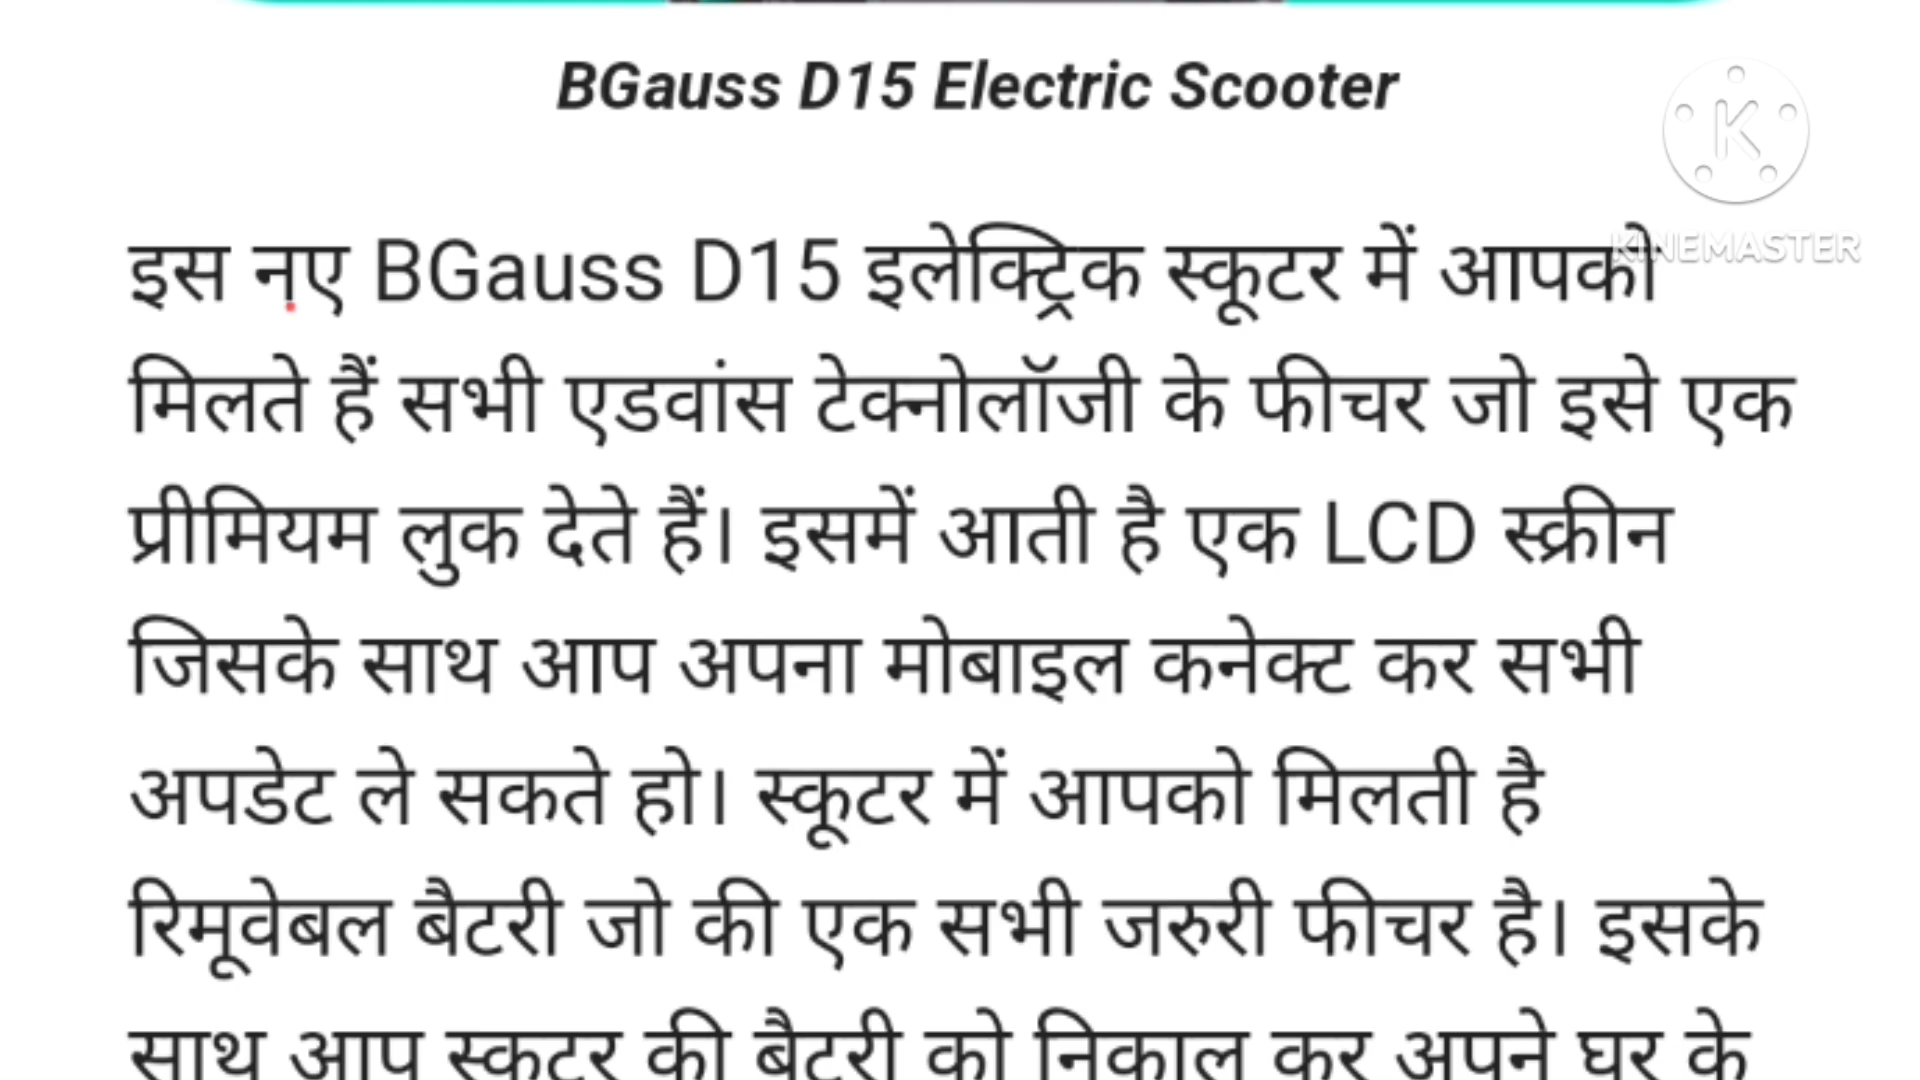 BGauss D15 Electric Scooter
K
KINEMASTER
इस नए BGauss D15 इलेक्ट्रिक स्कूटर में आपको
मिलते हैं सभी एडवांस टेक्नोलॉजी के फीचर जो इसे एक
प्रीमियम लुक देते हैं। इसमें आती है एक LCD स्क्रीन
जिसके साथ आप अपना मोबाइल कनेक्ट कर सभी
अपडेट ले सकते हो। स्कूटर में आपको मिलती है
रिमूवेबल बैटरी जो की एक सभी जरुरी फीचर है। इसके
साथ आप स्कूटर की बैटरी को निकाल कर अपने घर के